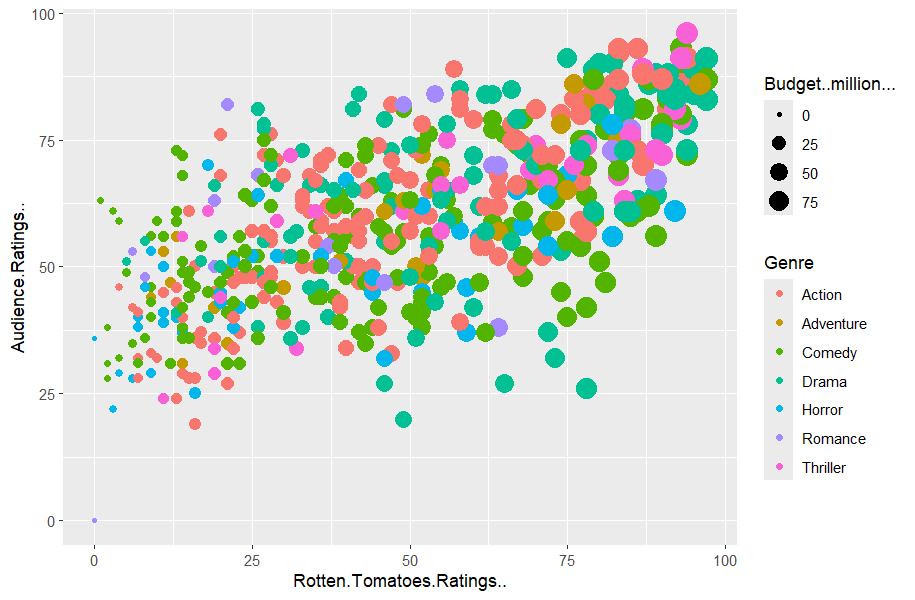 100
75
50
25
0
Audience.Ratings..
0
25
50
75
100
Rotten.Tomatoes.Ratings..
Budget..million...
0
25
50
75
Genre
Action
Adventure
Comedy
Drama
Horror
Romance
Thriller